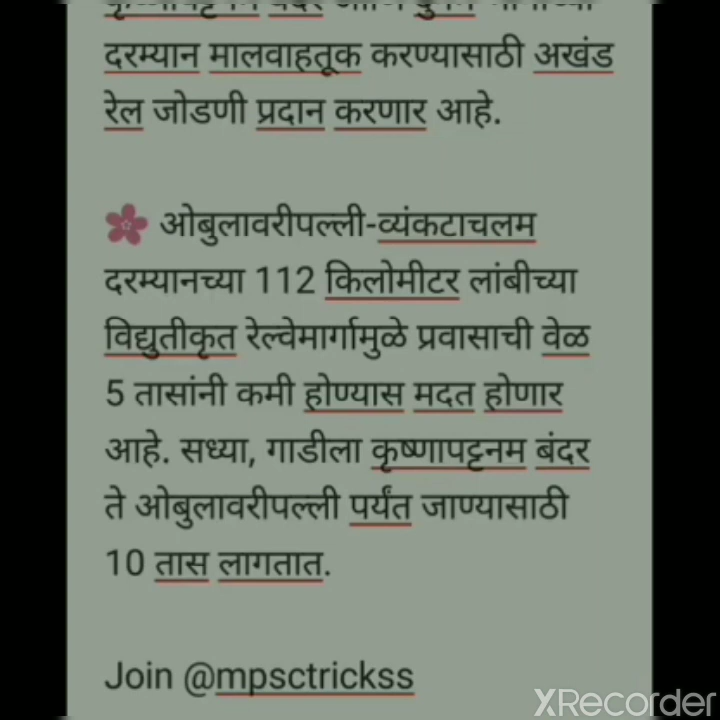 दरम्यान मालवाहतूक करण्यासाठी अखंड
रेल जोडणी प्रदान करणार आहे.
ओबुलावरीपल्ली-व्यंकटाचलम
दरम्यानच्या 112 किलोमीटर लांबीच्या
विद्युतीकृत रेल्वेमार्गामुळे प्रवासाची वेळ
5 तासांनी कमी होण्यास मदत होणार
आहे. सध्या, गाडीला कृष्णापट्टनम बंदर
ते ओबुलावरीपल्ली पर्यंत जाण्यासाठी
10 तास लागतात.
Join @mpsctrickss
XRecorder